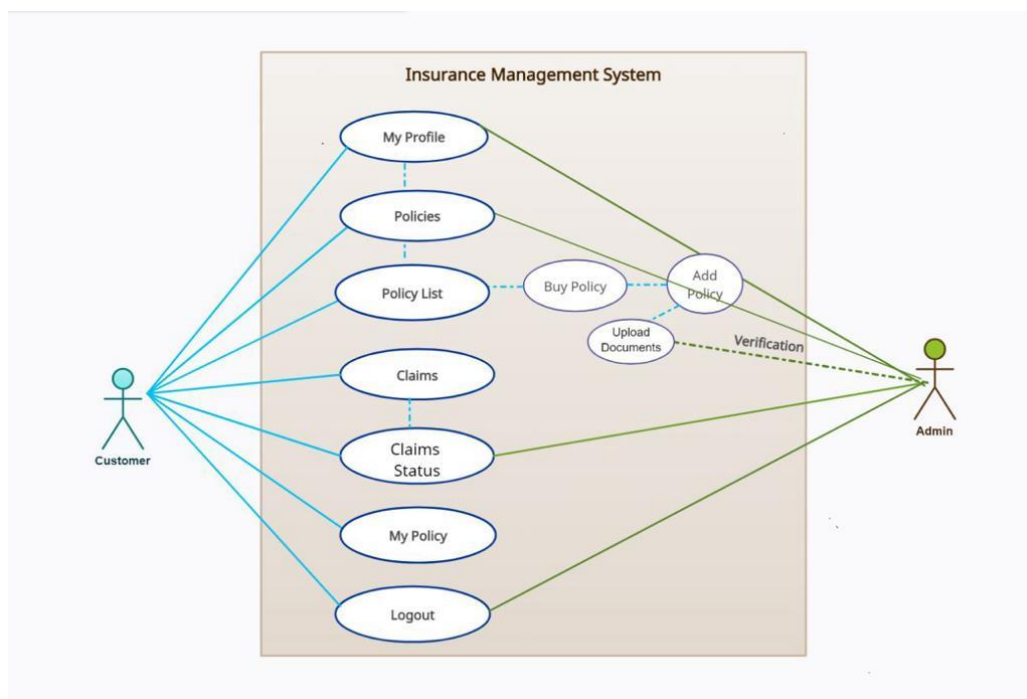 Insurance Management System
My Profile
Policies
Policy List
Buy Policy
Add
Policy
Upload
Documents
Verification
Claims
Claims
Status
My Policy
Logout
Customer
Admin